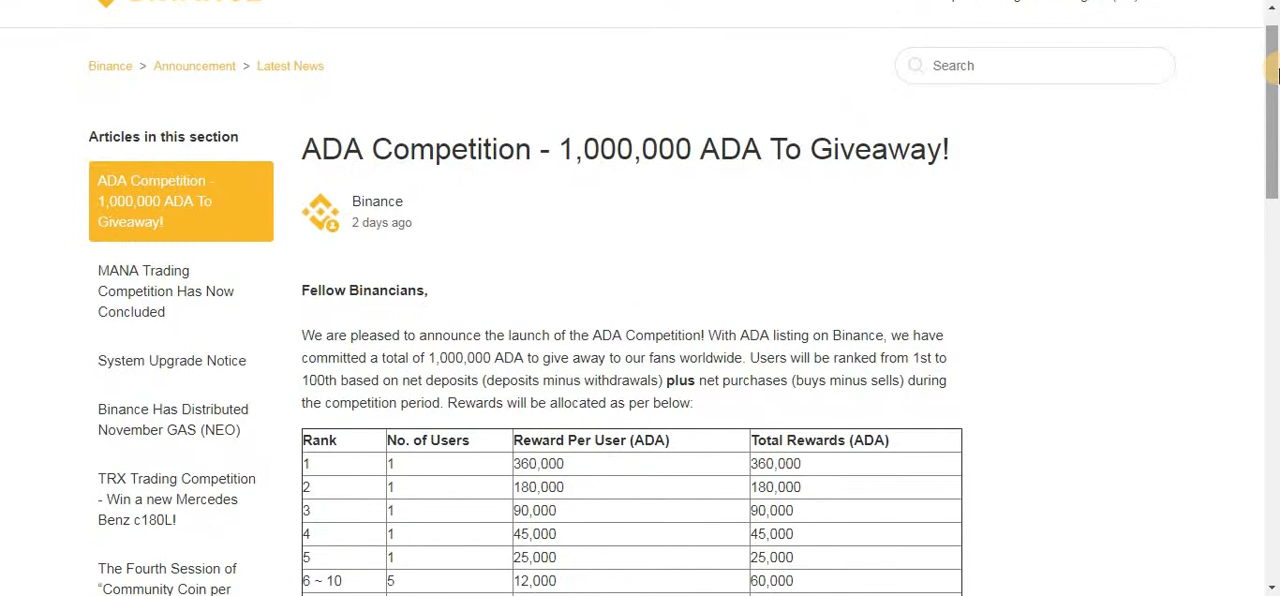 Binance > Announcement > Latest News
Search
Articles in this section
ADA Competition -
1,000,000 ADA To
Giveaway!
MANA Trading
Competition Has Now
Concluded
System Upgrade Notice
Binance Has Distributed
November GAS (NEO)
TRX Trading Competition
- Win a new Mercedes
Benz c180L!
The Fourth Session of
“Community Coin per
ADA Competition - 1,000,000 ADA To Giveaway!
Binance
2 days ago
Fellow Binancians,
We are pleased to announce the launch of the ADA Competition! With ADA listing on Binance, we have
committed a total of 1,000,000 ADA to give away to our fans worldwide. Users will be ranked from 1st to
100th based on net deposits (deposits minus withdrawals) plus net purchases (buys minus sells) during
the competition period. Rewards will be allocated as per below:
Rank No. of Users Reward Per User (ADA) Total Rewards (ADA)
1 1 360,000 360,000
2 1 180,000 180,000
3 1 90,000 90,000
4 1 45,000 45,000
5 1 25,000 25,000
6 ~ 10 5 12,000 60,000